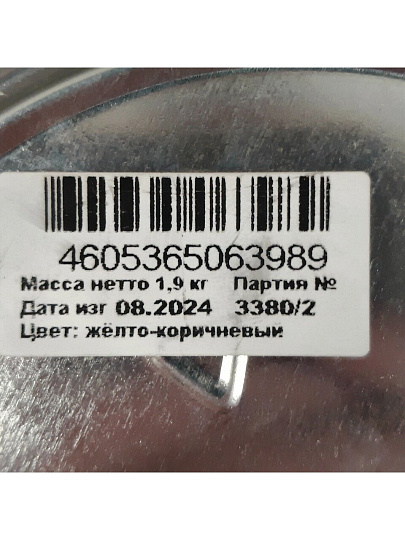 4605365063989
Масса нетто 1,9 кг Партия №
Дата изг 08.2024 3380/2
Цвет: жёлто-коричневый